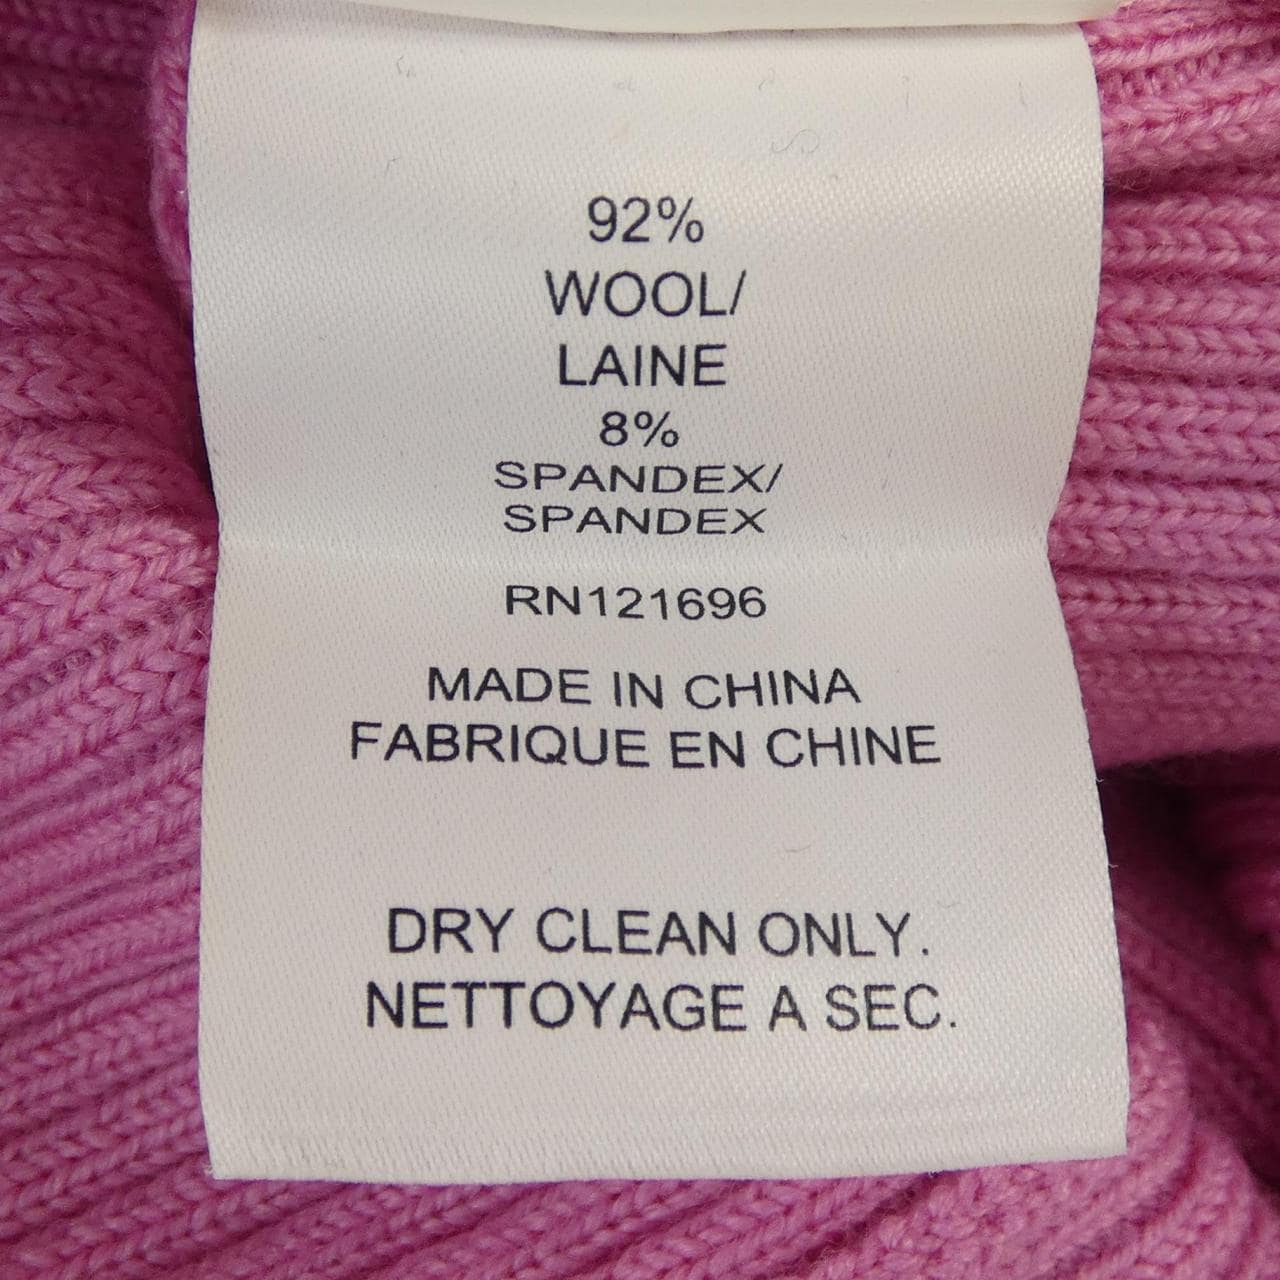 92%
WOOL/
LAINE
8%
SPANDEX/
SPANDEX
RN121696
MADE IN CHINA
FABRIQUE EN CHINE
DRY CLEAN ONLY.
NETTOYAGE A SEC.